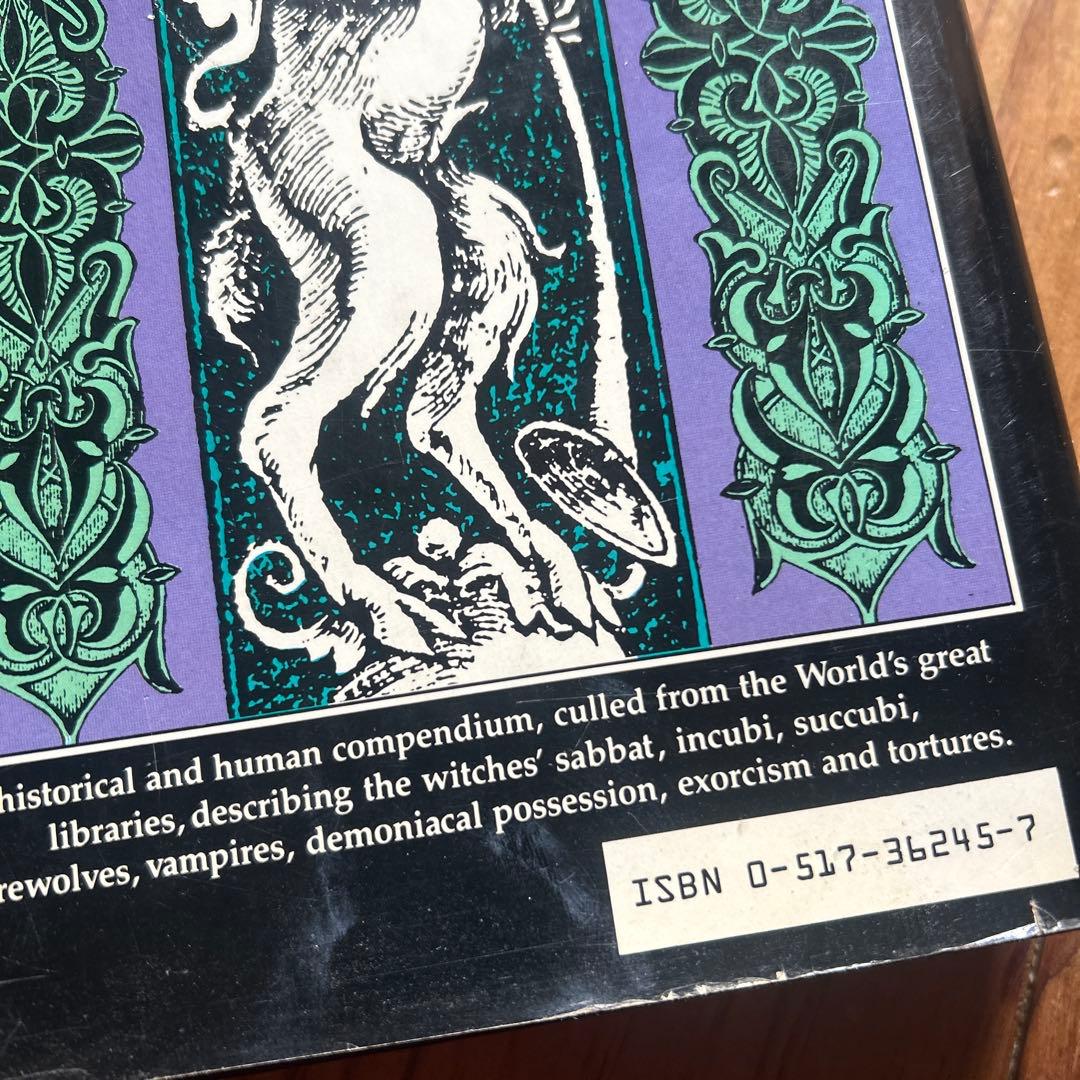 historical and human compendium, culled from the World's great
libraries, describing the witches' sabbat, incubi, succubi,
rewolves, vampires, demoniacal possession, exorcism and tortures.
ISBN 0-517-36245-7